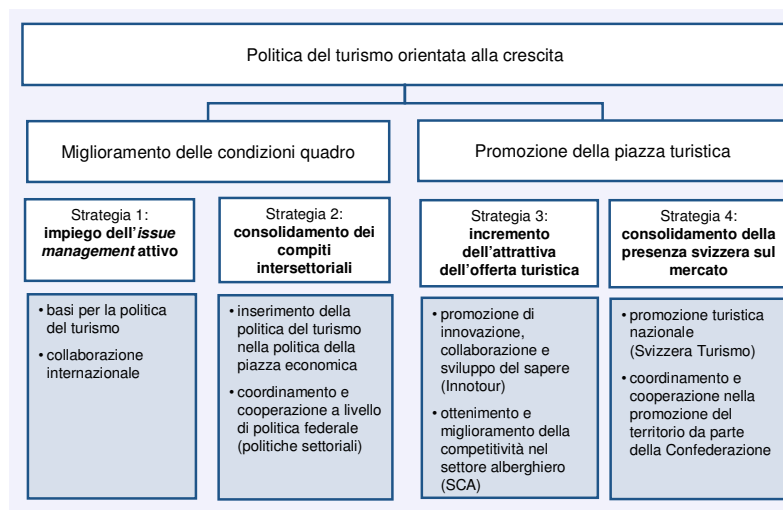 Politica del turismo orientata alla crescita
Miglioramento delle condizioni quadro
Promozione della piazza turistica
Strategia 1:
impiego dell'issue
management attivo
Strategia 2:
consolidamento dei
compiti
intersettoriali
Strategia 3:
incremento
dell'attrattiva
dell'offerta turistica
Strategia 4:
consolidamento della
presenza svizzera sul
mercato
• basi per la politica
del turismo
• collaborazione
internazionale
• inserimento della
politica del turismo
nella politica della
piazza economica
• coordinamento e
cooperazione a livello
di politica federale
(politiche settoriali)
• promozione di
innovazione,
collaborazione e
sviluppo del sapere
(Innotour)
• ottenimento e
miglioramento della
competitività nel
settore alberghiero
(SCA)
• promozione turistica
nazionale
(Svizzera Turismo)
• coordinamento e
cooperazione nella
promozione del
territorio da parte
della Confederazione